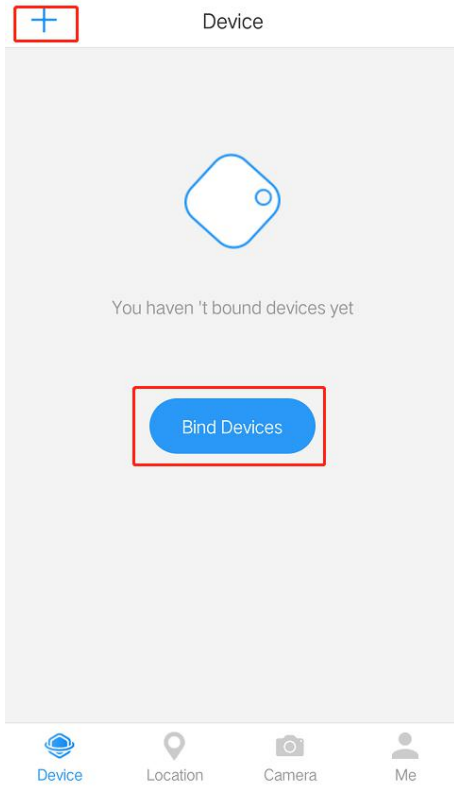 Device
You haven 't bound devices yet
Bind Devices
Device
Location
Camera
Me